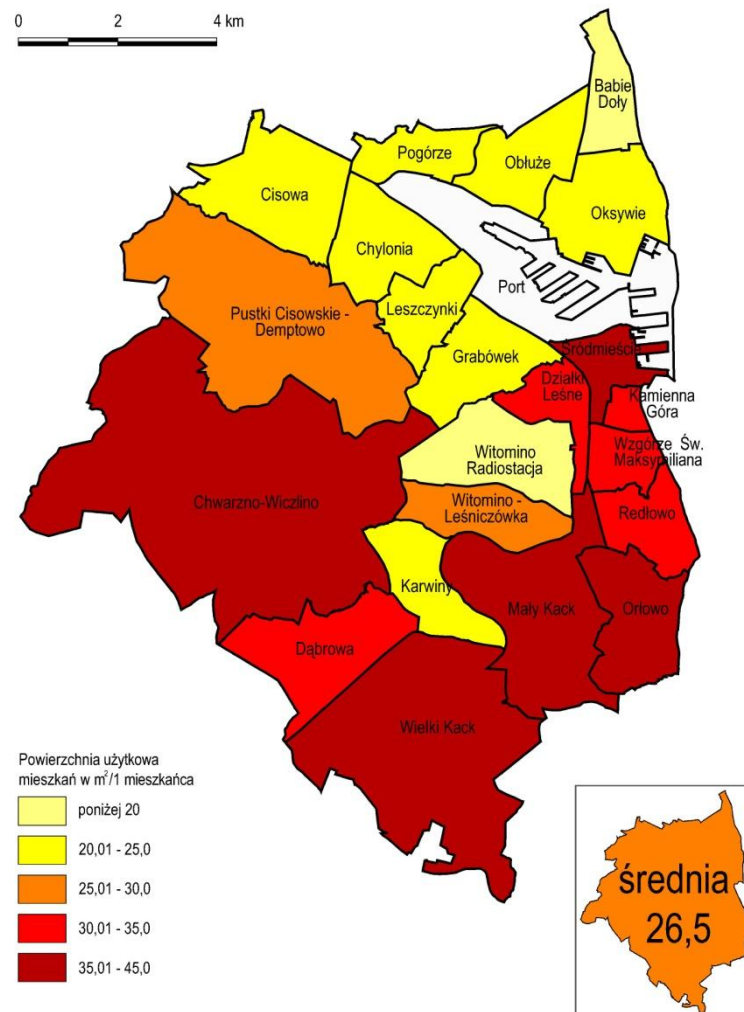 0 2 4 km
Babie
Doły
Pogórze
Obłuże
Cisowa
Oksywie
Chylonia
Port
Leszczynki
Pustki Cisowskie -
Demptowo
Grabówek
Śródmieście
Działki
Leśne
Kamienna
Góra
Witomino
Radiostacja
Wzgórze Św.
Maksymiliana
Chwarzno-Wiczlino
Witomino -
Leśniczówka
Redłowo
Karwiny
Mały Kack
Orłowo
Dąbrowa
Wielki Kack
Powierzchnia użytkowa
mieszkań w m²/1 mieszkańca
poniżej 20
20,01 - 25,0
25,01 - 30,0
30,01 - 35,0
35,01 - 45,0
średnia
26,5